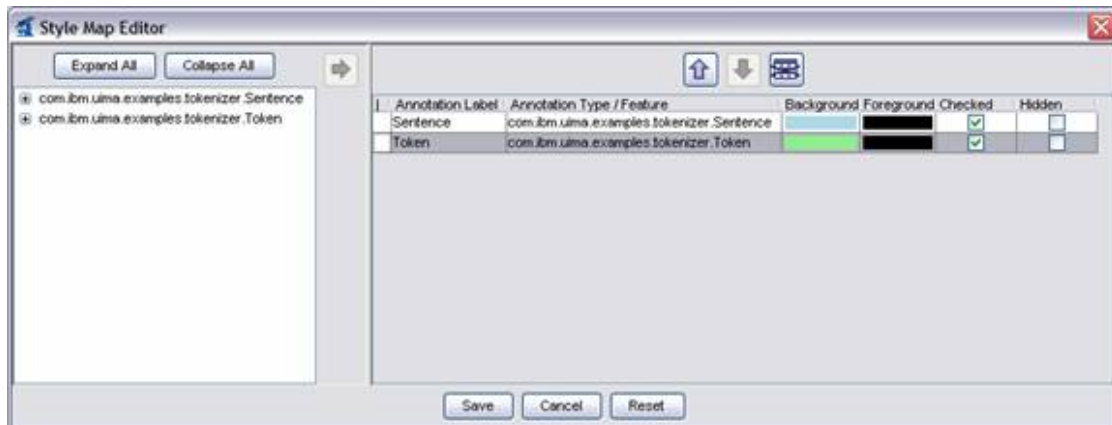 Style Map Editor
Expand All Collapse All
com.ibm.uima.examples.tokenizer.Sentence
com.ibm.uima.examples.tokenizer.Token
Annotation Label Annotation Type / Feature Background Foreground Checked Hidden
Sentence com.ibm.uima.examples.tokenizer.Sentence
Token com.ibm.uima.examples.tokenizer.Token
Save Cancel Reset